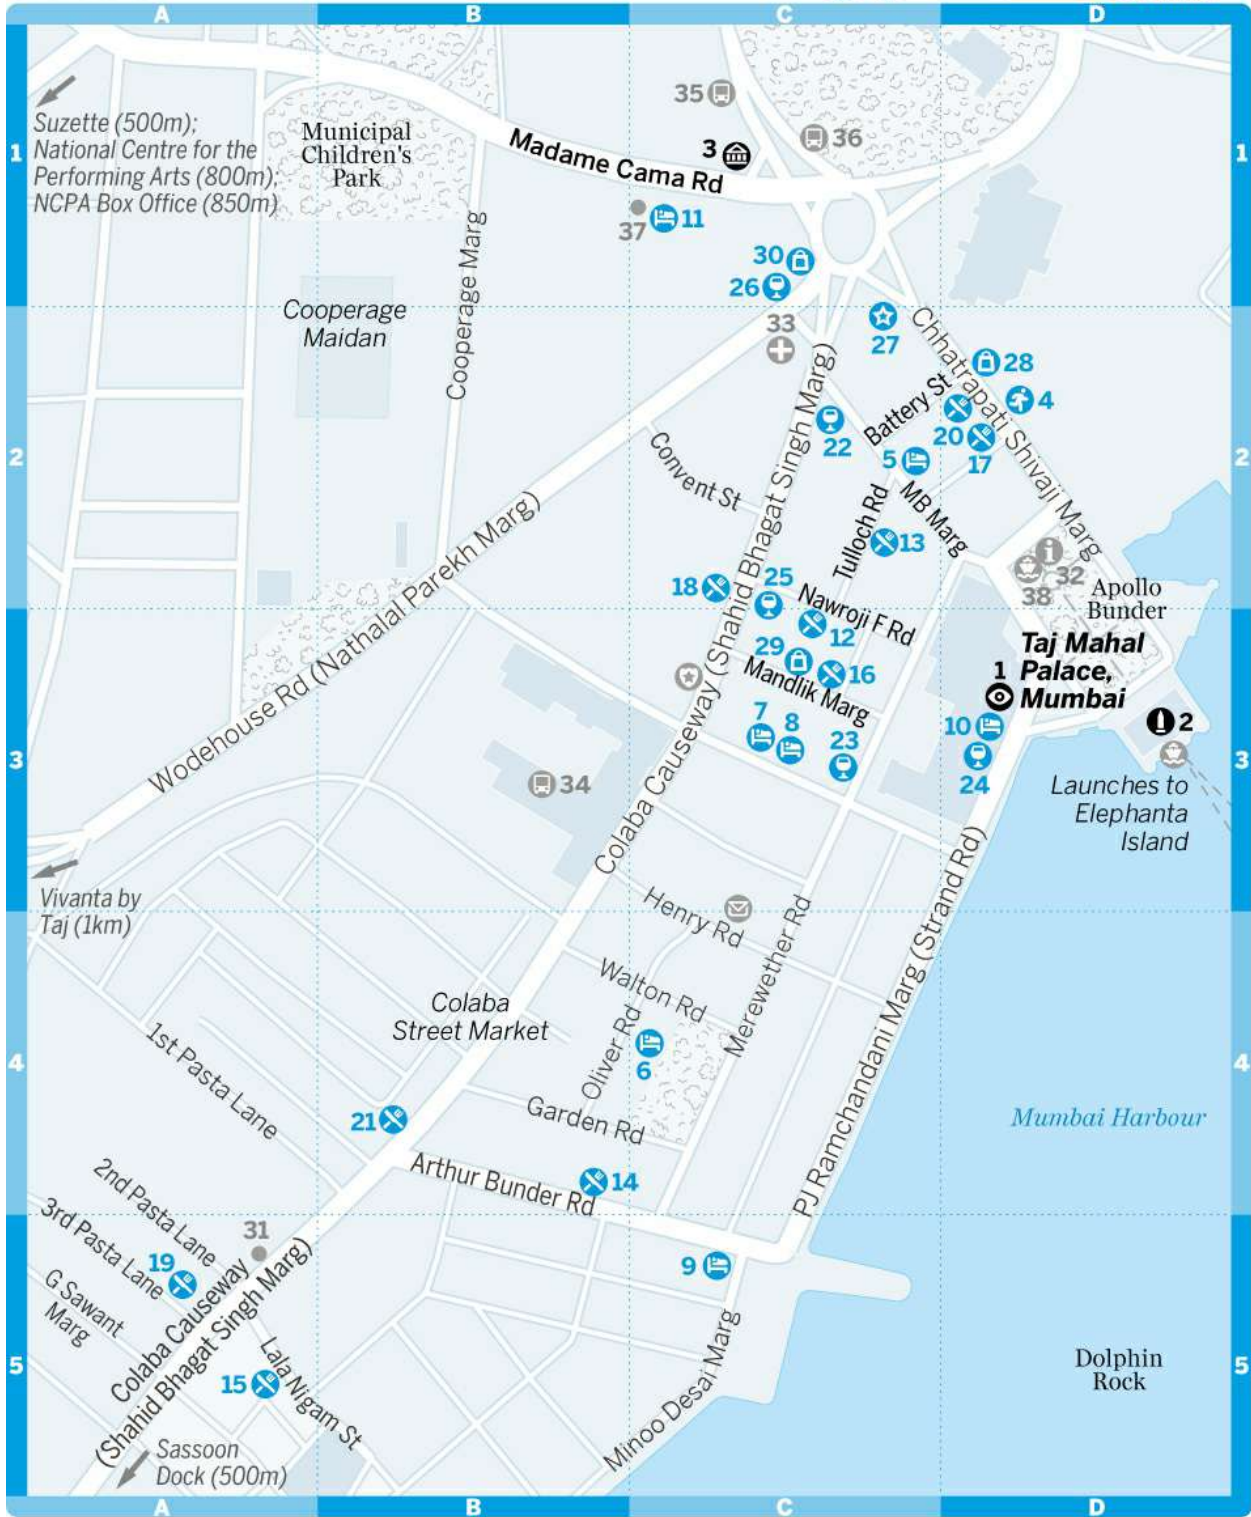 A
B
C
D
1
Suzette (500m);
National Centre for the
Performing Arts (800m);
NCPA Box Office (850m)
Municipal
Children's
Park
35
36
3
Madame Cama Rd
1
37
11
30
26
Cooperage Marg
Cooperage
Maidan
33
27
Chhatrapati Shivaji Marg
28
4
Battery St
20
17
22
5
2
2
Convent St
MB Marg
Tulloch Rd
13
Wodehouse Rd (Nathalal Parekh Marg)
Colaba Causeway (Shahid Bhagat Singh Marg)
18
25
Nawroji F Rd
12
32
38
Apollo
Bunder
29
16
Mandlik Marg
1
Taj Mahal
Palace,
Mumbai
7
8
23
10
24
2
3
3
34
Launches to
Elephanta
Island
Vivanta by
Taj (1km)
Henry Rd
Merewether Rd
PJ Ramchandani Marg (Strand Rd)
Walton Rd
Colaba
Street Market
Oliver Rd
6
4
4
1st Pasta Lane
21
Garden Rd
Mumbai Harbour
Arthur Bunder Rd
14
2nd Pasta Lane
3rd Pasta Lane
31
19
9
G Sawant
Marg
Colaba Causeway
(Shahid Bhagat Singh Marg)
15
Lala Nigam St
Minoo Desai Marg
Dolphin
Rock
5
5
Sassoon
Dock (500m)
A
B
C
D